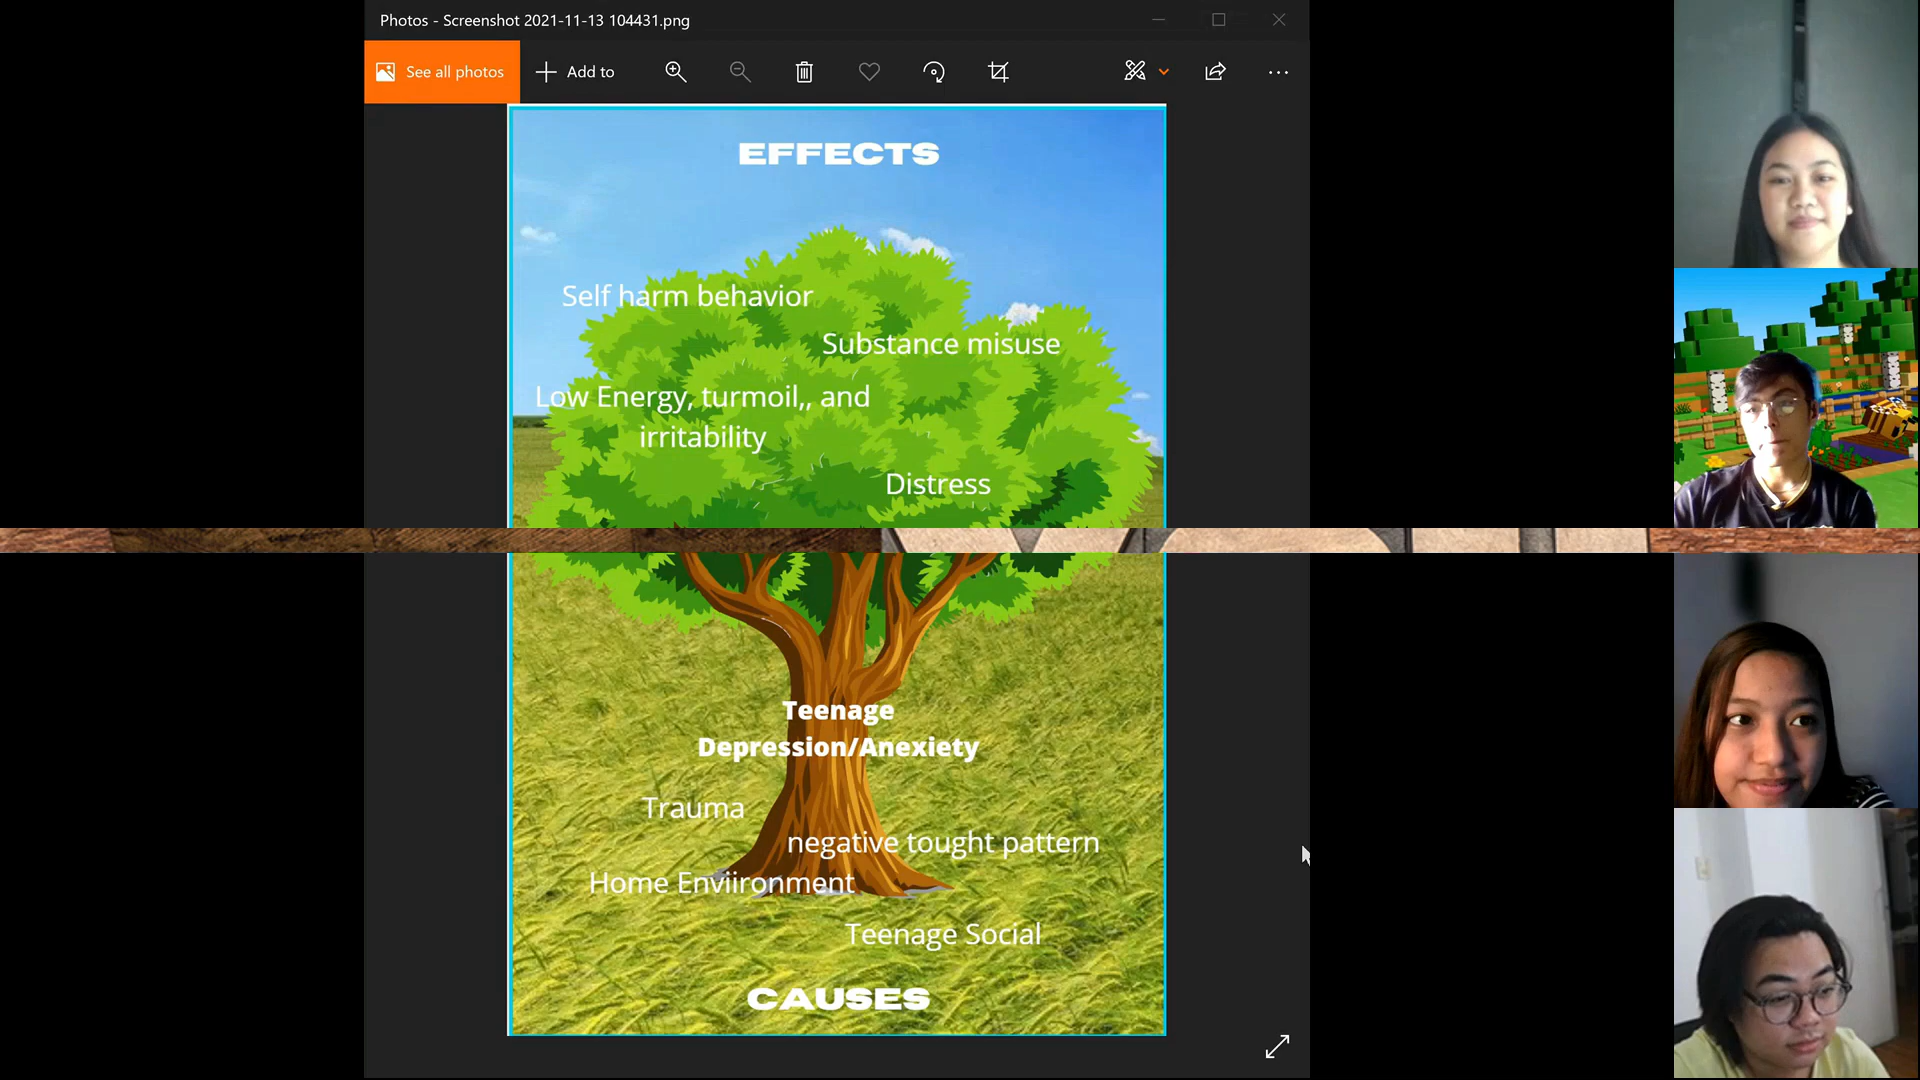 Photos - Screenshot 2021-11-13 104431.png
See all photos
Add to
EFFECTS
Self harm behavior
Substance misuse
Low Energy, turmoil,, and
irritability
Distress
Teenage
Depression/Anexiety
Trauma
negative tought pattern
Home Enviironment
Teenage Social
CAUSES